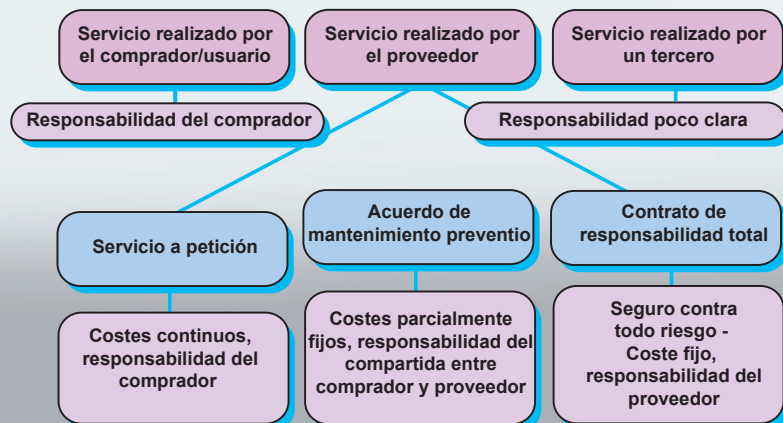 Servicio realizado por
el comprador/usuario
Servicio realizado por
el proveedor
Servicio realizado por
un tercero
Responsabilidad del comprador
Responsabilidad poco clara
Servicio a petición
Acuerdo de
mantenimiento preventio
Contrato de
responsabilidad total
Costes continuos,
responsabilidad del
comprador
Costes parcialmente
fijos, responsabilidad del
compartida entre
comprador y proveedor
Seguro contra
todo riesgo -
Coste fijo,
responsabilidad del
proveedor